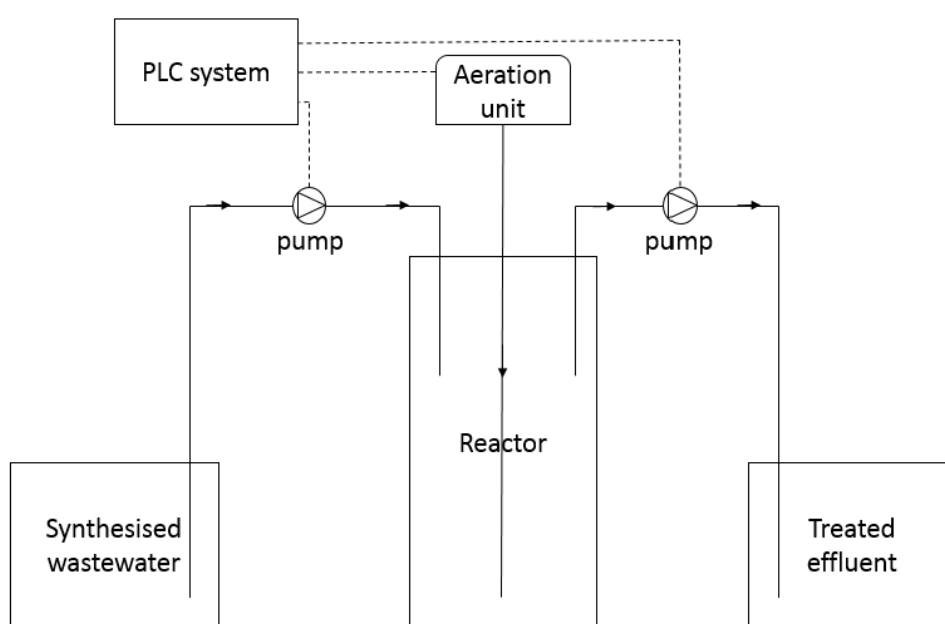 PLC system
Aeration
unit
pump
pump
Reactor
Synthesised
wastewater
Treated
effluent